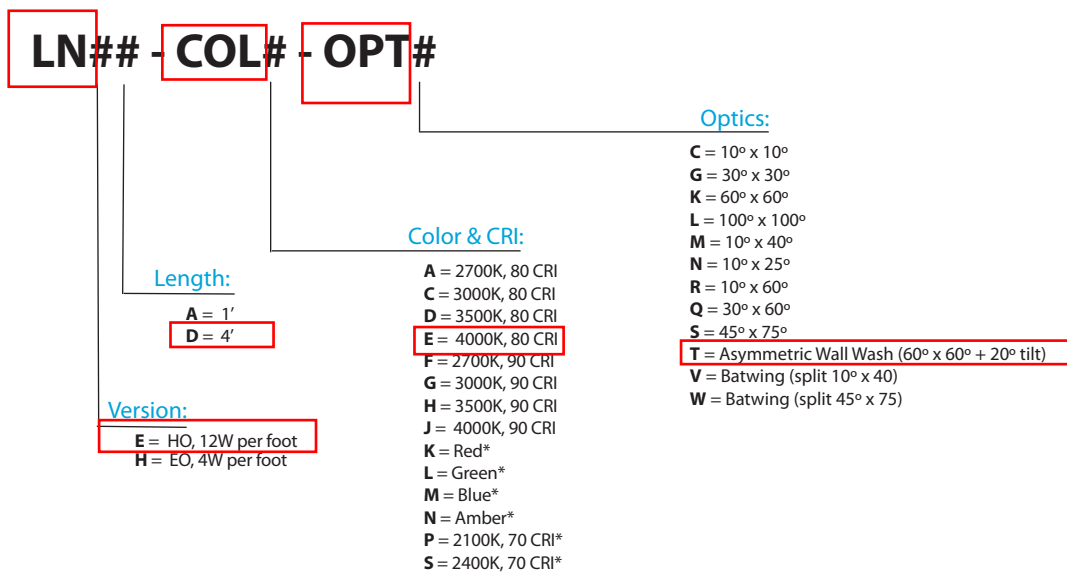 LN## - COL# - OPT#
Optics:
C = 10º x 10º
G = 30º x 30º
K = 60º x 60º
L = 100º x 100º
M = 10º x 40º
N = 10º x 25º
R = 10º x 60º
Q = 30º x 60º
S = 45º x 75º
T = Asymmetric Wall Wash (60º x 60º + 20º tilt)
V = Batwing (split 10º x 40)
W = Batwing (split 45º x 75)
Color & CRI:
A = 2700K, 80 CRI
C = 3000K, 80 CRI
D = 3500K, 80 CRI
E = 4000K, 80 CRI
F = 2700K, 90 CRI
G = 3000K, 90 CRI
H = 3500K, 90 CRI
J = 4000K, 90 CRI
K = Red*
L = Green*
M = Blue*
N = Amber*
P = 2100K, 70 CRI*
S = 2400K, 70 CRI*
Length:
A = 1’
D = 4’
Version:
E = HO, 12W per foot
H = EO, 4W per foot